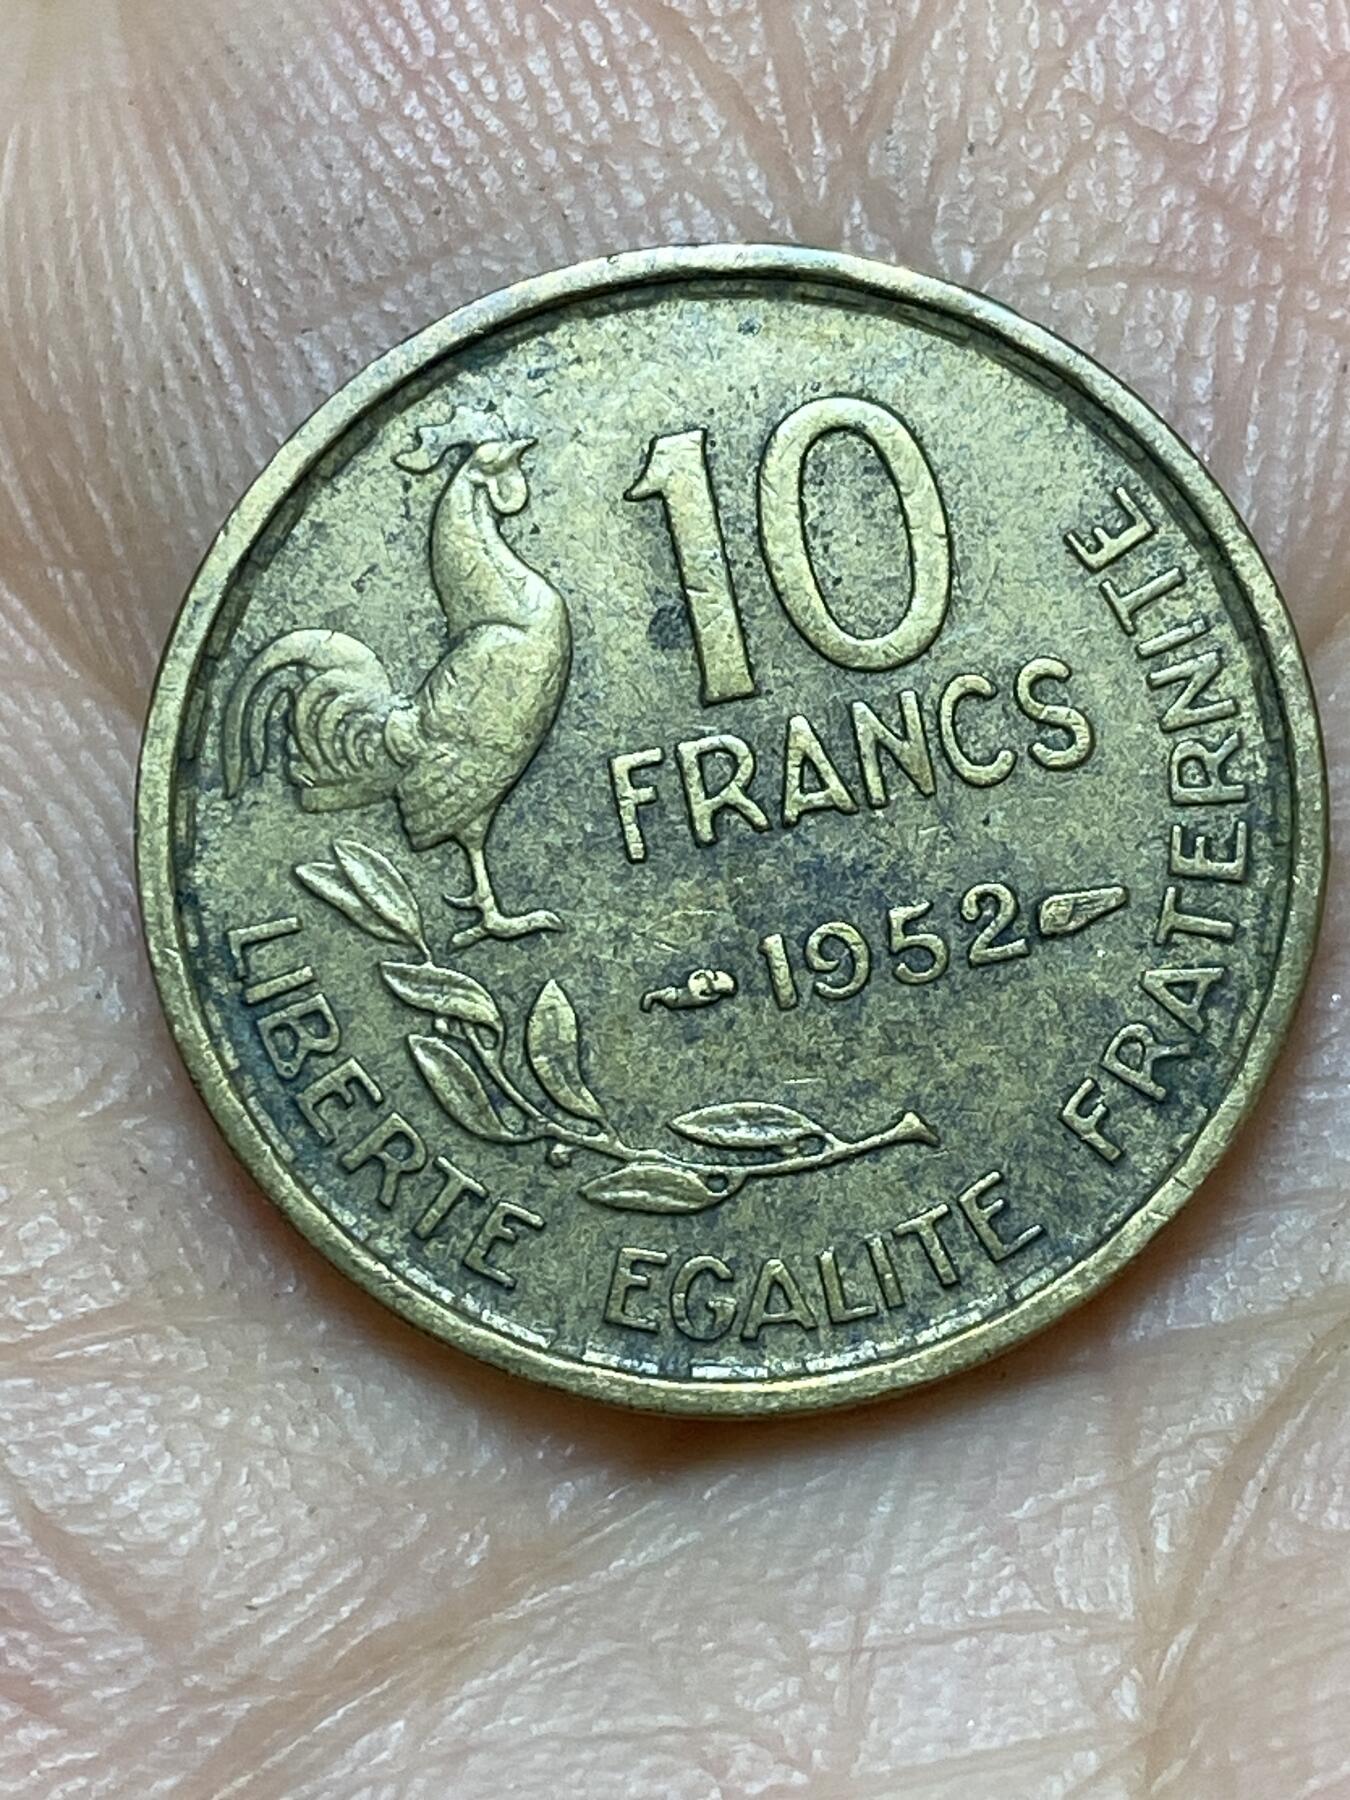 10
FRANCS
1952
LIBERTE EGALITE FRATERNITE